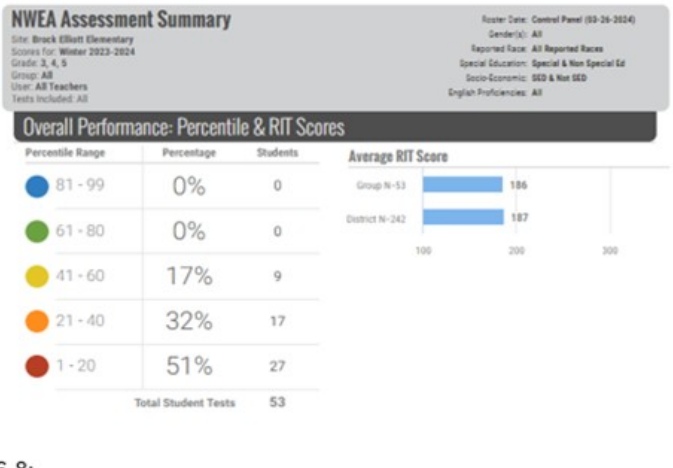 NWEA Assessment Summary
Site: Brock Elliott Elementary
Scores for: Winter 2023-2024
Grade: 3, 4, 5
Group: All
User: All Teachers
Tests Included: All
Roster Date: Control Panel (03-26-2024)
Gender(s): All
Reported Race: All Reported Races
Special Education: Special & Non Special Ed
Socio-Economic: SED & Not SED
English Proficiencies: All
Overall Performance: Percentile & RIT Scores
Percentile Range Percentage Students
81 - 99 0% 0
61 - 80 0% 0
41 - 60 17% 9
21 - 40 32% 17
1 - 20 51% 27
Total Student Tests 53
Average RIT Score
Group N-53 186
District N-242 187
100 200 300